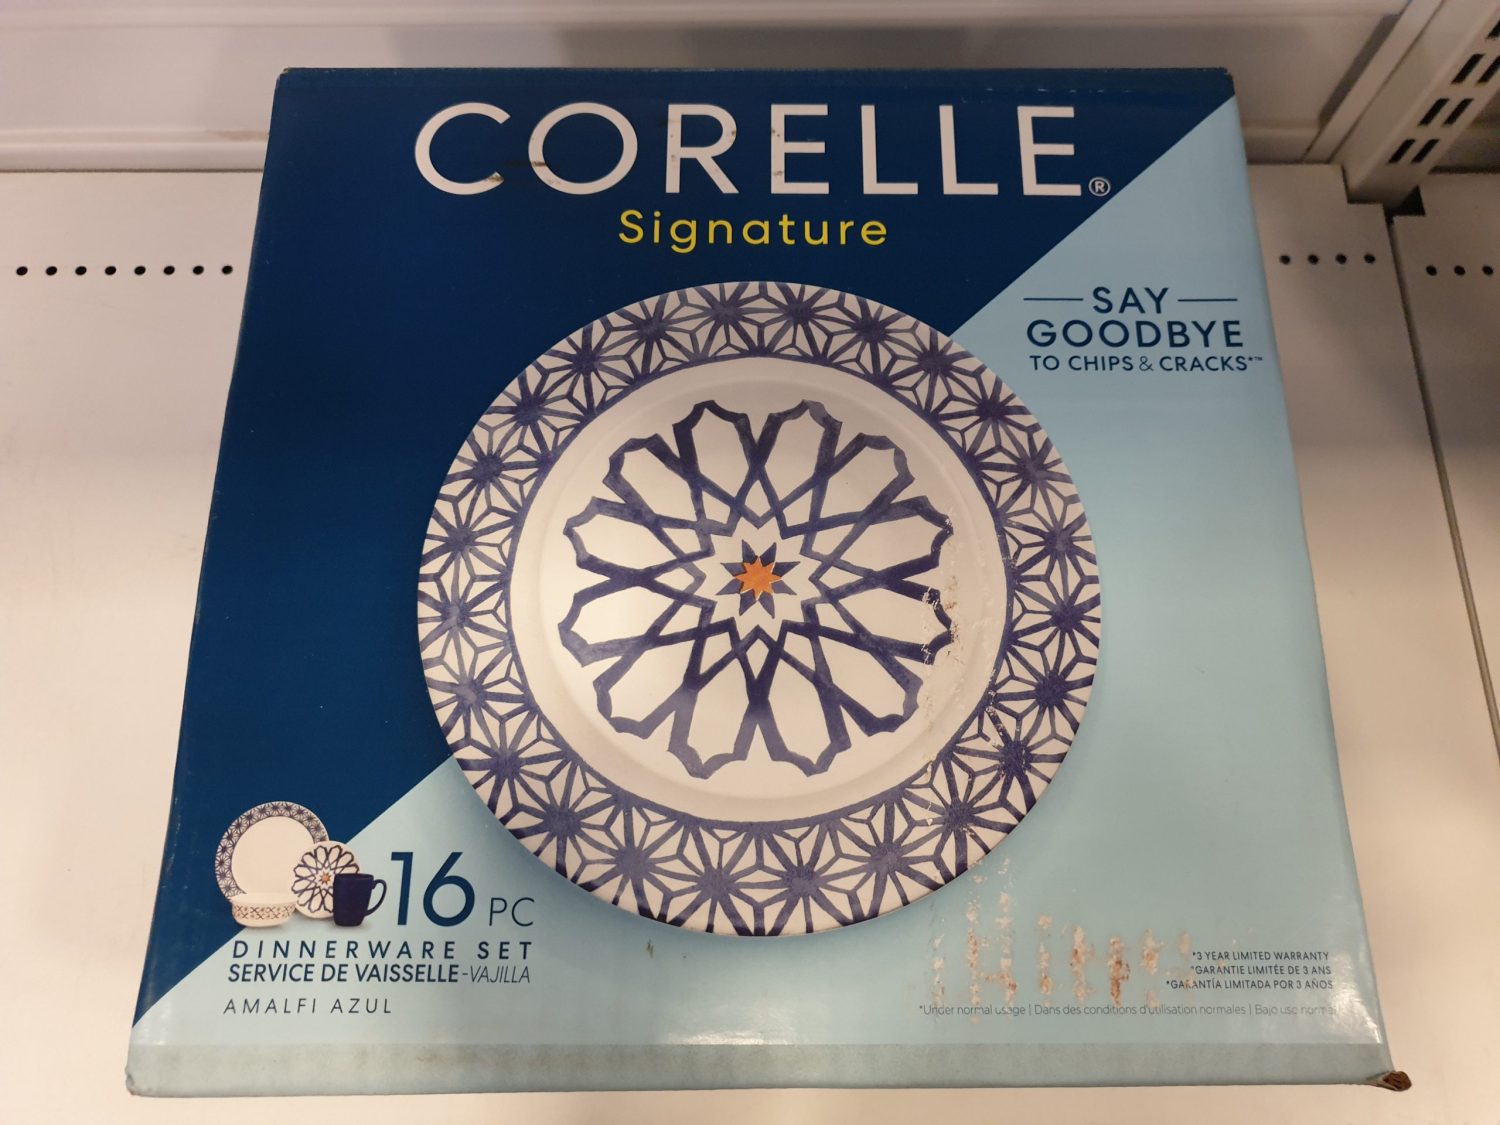 CORELLE®
Signature
SAY
GOODBYE
TO CHIPS & CRACKS*™
16 PC
DINNERWARE SET
SERVICE DE VAISSELLE-VAJILLA
AMALFI AZUL
*3 YEAR LIMITED WARRANTY
*GARANTIE LIMITÉE DE 3 ANS
*GARANTÍA LIMITADA POR 3 AÑOS
*Under normal usage | Dans des conditions d'utilisation normales | Bajo uso normal